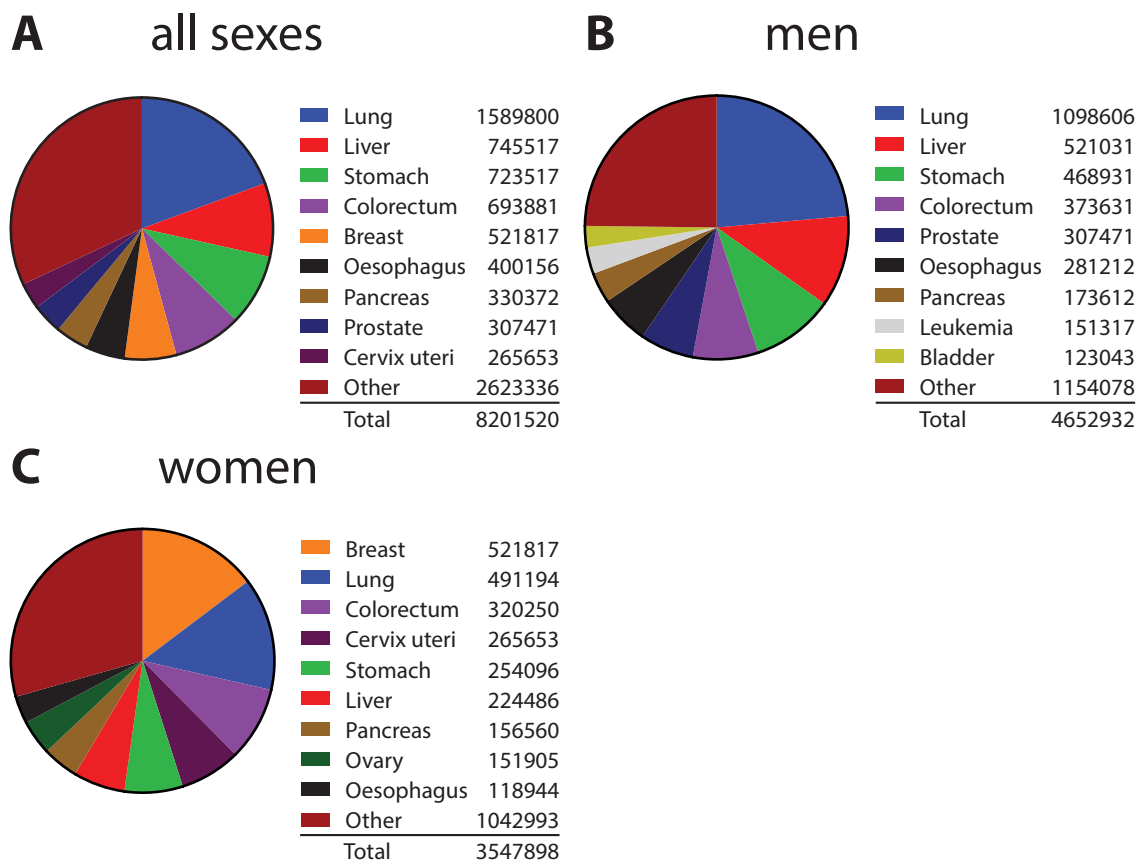 A all sexes
Lung 1589800
Liver 745517
Stomach 723517
Colorectum 693881
Breast 521817
Oesophagus 400156
Pancreas 330372
Prostate 307471
Cervix uteri 265653
Other 2623336
Total 8201520
B men
Lung 1098606
Liver 521031
Stomach 468931
Colorectum 373631
Prostate 307471
Oesophagus 281212
Pancreas 173612
Leukemia 151317
Bladder 123043
Other 1154078
Total 4652932
C women
Breast 521817
Lung 491194
Colorectum 320250
Cervix uteri 265653
Stomach 254096
Liver 224486
Pancreas 156560
Ovary 151905
Oesophagus 118944
Other 1042993
Total 3547898